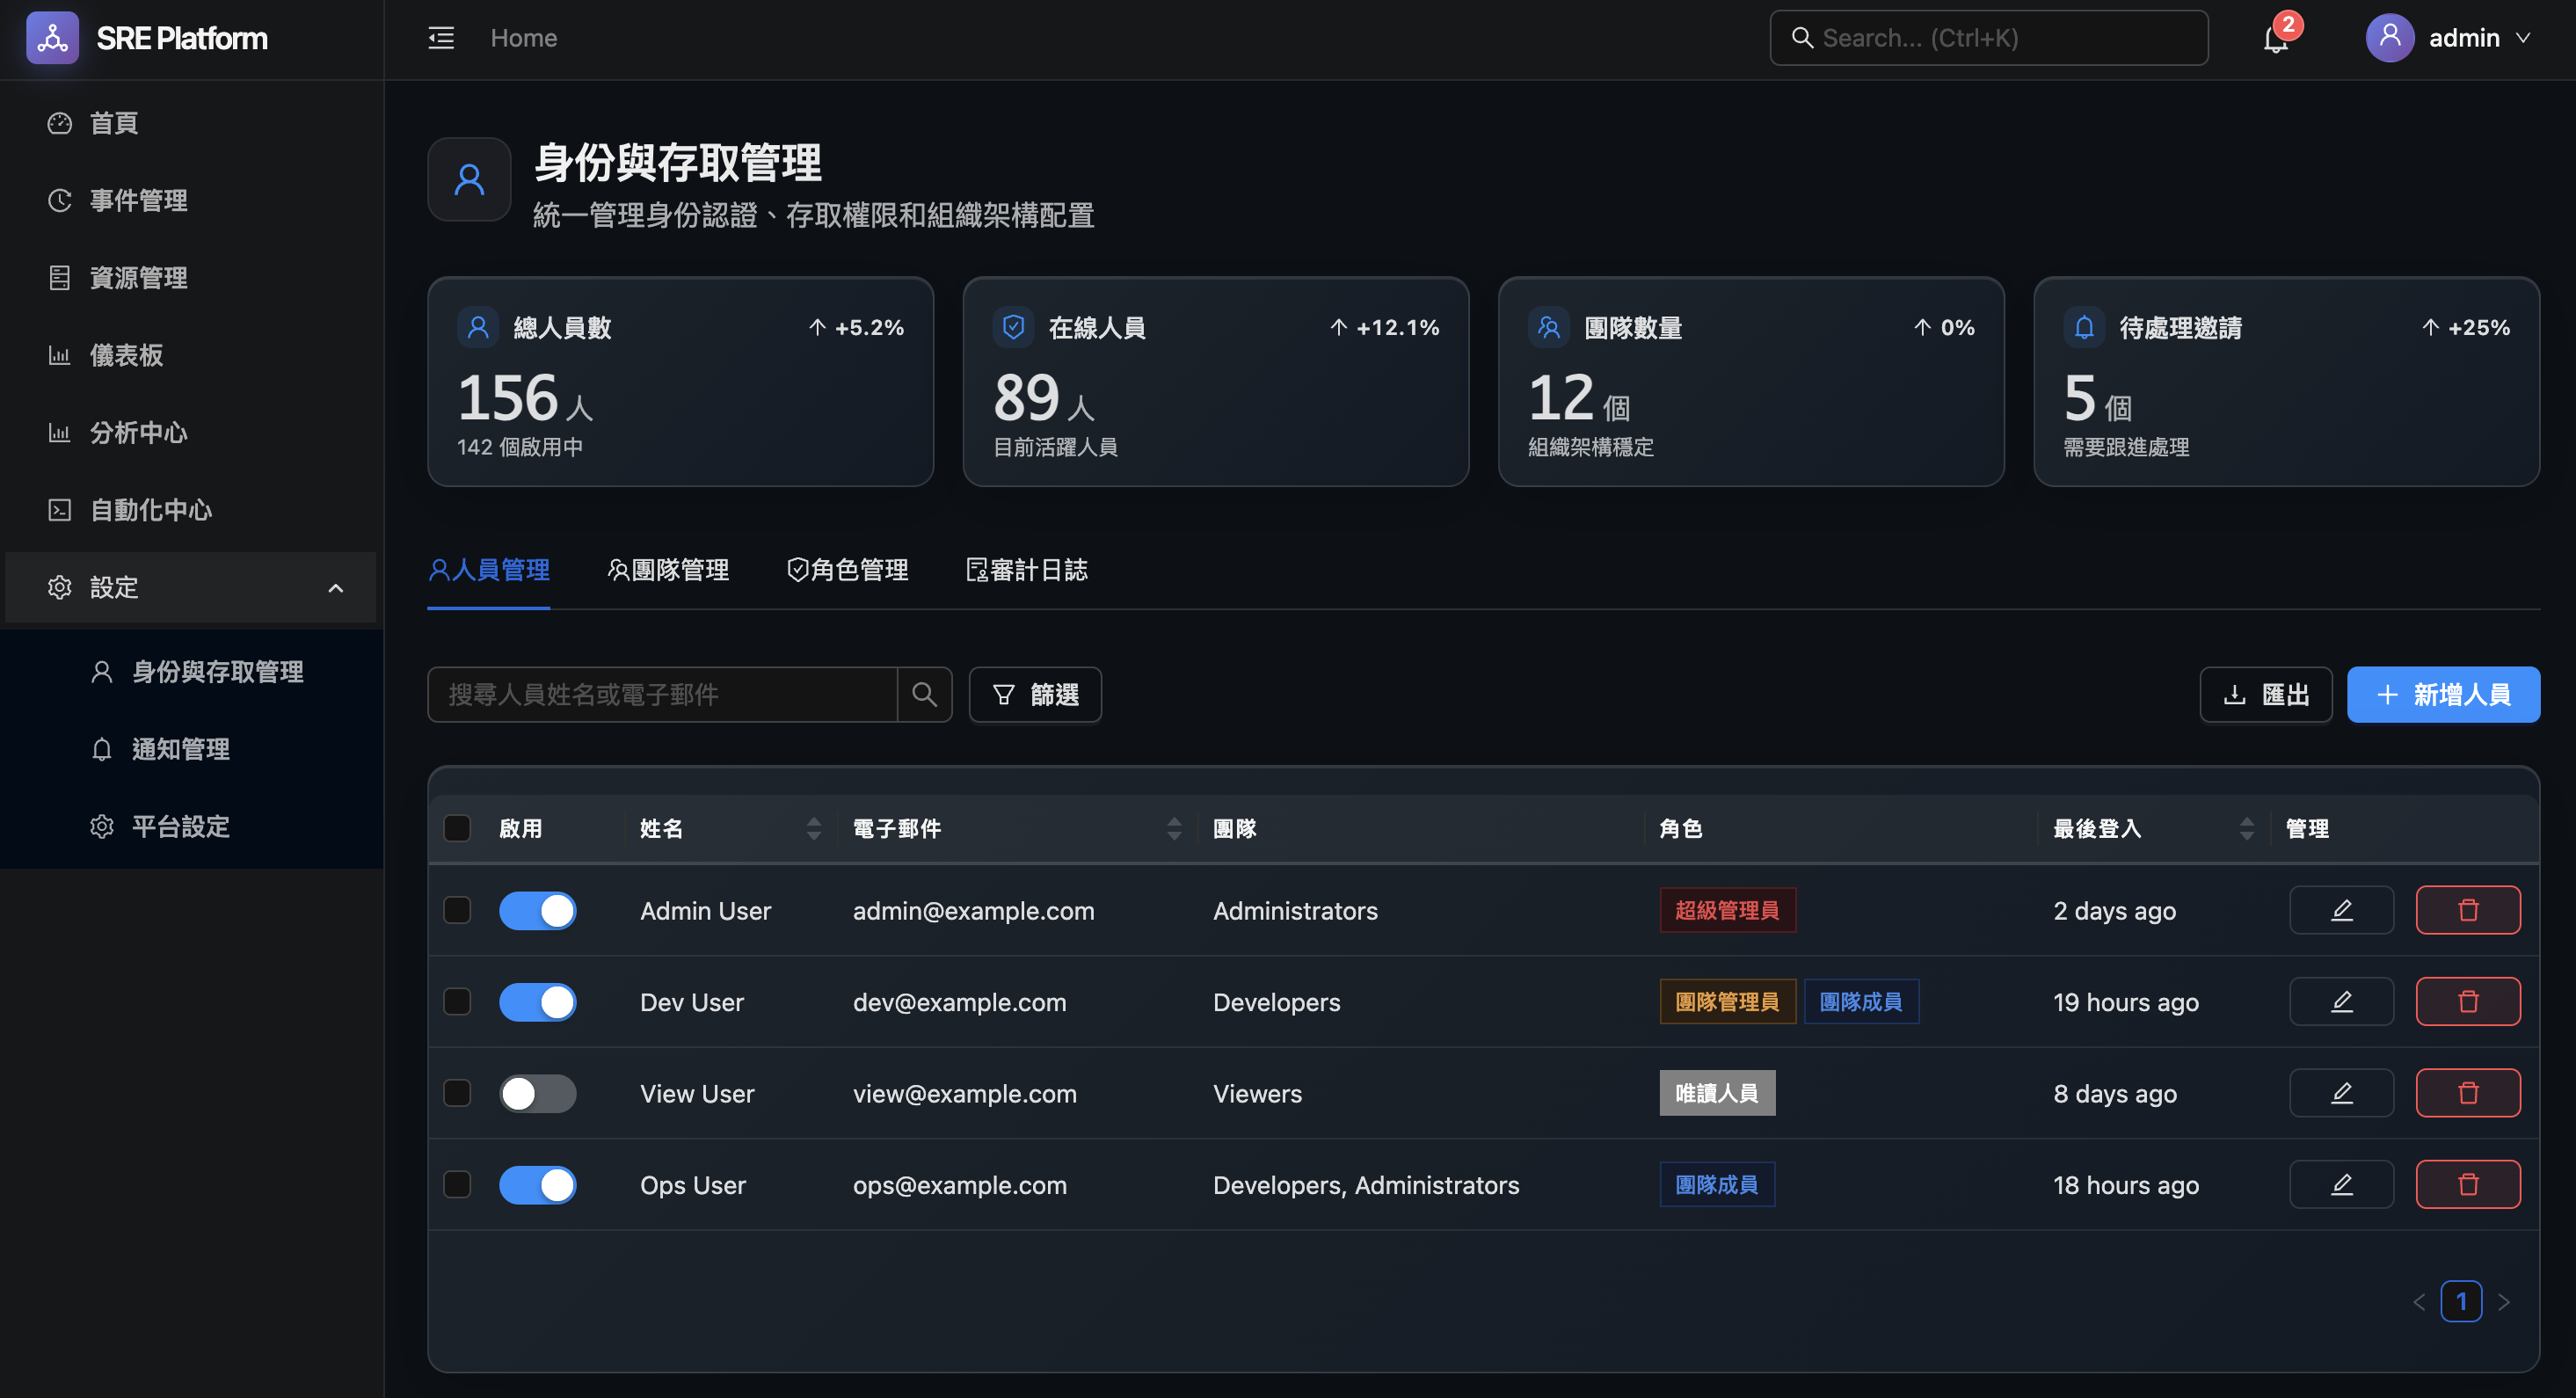 SRE Platform
Home
Search... (Ctrl+K)
2
admin
首頁
事件管理
資源管理
儀表板
分析中心
自動化中心
設定
身份與存取管理
通知管理
平台設定
身份與存取管理
統一管理身份認證、存取權限和組織架構配置
總人員數 +5.2%
156 人
142 個啟用中
在線人員 +12.1%
89 人
目前活躍人員
團隊數量 0%
12 個
組織架構穩定
待處理邀請 +25%
5 個
需要跟進處理
人員管理 團隊管理 角色管理 審計日誌
搜尋人員姓名或電子郵件 篩選 匯出 新增人員
啟用 姓名 電子郵件 團隊 角色 最後登入 管理
Admin User admin@example.com Administrators 超級管理員 2 days ago
Dev User dev@example.com Developers 團隊管理員 團隊成員 19 hours ago
View User view@example.com Viewers 唯讀人員 8 days ago
Ops User ops@example.com Developers, Administrators 團隊成員 18 hours ago
1